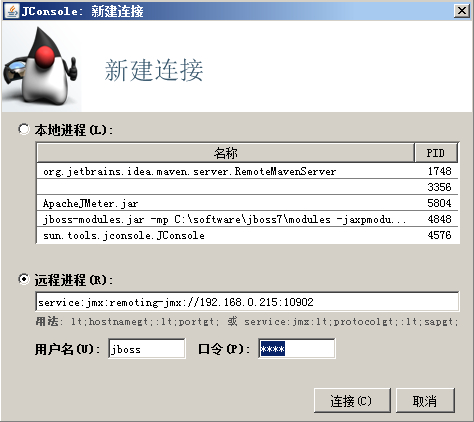 JConsole: 新建连接
新建连接
本地进程(L):
名称 PID
org.jetbrains.idea.maven.server.RemoteMavenServer 1748
3356
ApacheJMeter.jar 5804
jboss-modules.jar -mp C:\software\jboss7\modules -jaxpmodu... 4848
sun.tools.jconsole.JConsole 4576
远程进程(R):
service:jmx:remoting-jmx://192.168.0.215:10902
用法: lt;hostnamegt;:lt;portgt; 或 service:jmx:lt;protocolgt;:lt;sapgt;
用户名(U): jboss 口令(P): ****
连接(C) 取消